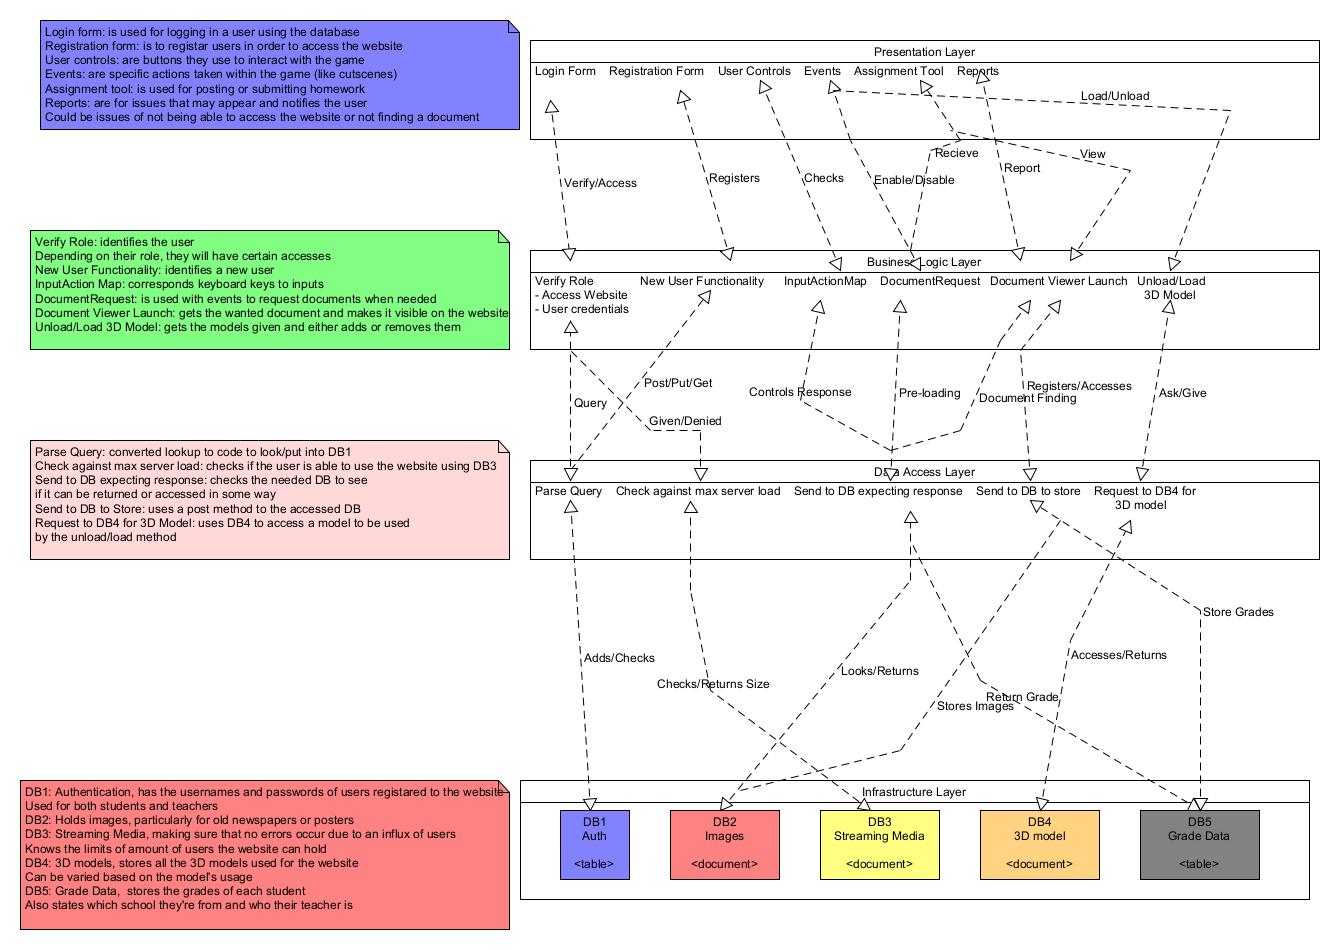 Login form: is used for logging in a user using the database
Registration form: is to registar users in order to access the website
User controls: are buttons they use to interact with the game
Events: are specific actions taken within the game (like cutscenes)
Assignment tool: is used for posting or submitting homework
Reports: are for issues that may appear and notifies the user
Could be issues of not being able to access the website or not finding a document
Presentation Layer
Login Form Registration Form User Controls Events Assignment Tool Reports
Load/Unload
Recieve
View
Report
Verify/Access
Registers
Checks
Enable/Disable
Verify Role: identifies the user
Depending on their role, they will have certain accesses
New User Functionality: identifies a new user
InputAction Map: corresponds keyboard keys to inputs
DocumentRequest: is used with events to request documents when needed
Document Viewer Launch: gets the wanted document and makes it visible on the website
Unload/Load 3D Model: gets the models given and either adds or removes them
Business Logic Layer
Verify Role
- Access Website
- User credentials
New User Functionality
InputActionMap
DocumentRequest
Document Viewer Launch
Unload/Load
3D Model
Post/Put/Get
Query
Given/Denied
Controls Response
Pre-loading
Registers/Accesses
Document Finding
Ask/Give
Parse Query: converted lookup to code to look/put into DB1
Check against max server load: checks if the user is able to use the website using DB3
Send to DB expecting response: checks the needed DB to see
if it can be returned or accessed in some way
Send to DB to Store: uses a post method to the accessed DB
Request to DB4 for 3D Model: uses DB4 to access a model to be used
by the unload/load method
Data Access Layer
Parse Query
Check against max server load
Send to DB expecting response
Send to DB to store
Request to DB4 for
3D model
Store Grades
Adds/Checks
Checks/Returns Size
Looks/Returns
Accesses/Returns
Return Grade
Stores Images
DB1: Authentication, has the usernames and passwords of users registared to the website
Used for both students and teachers
DB2: Holds images, particularly for old newspapers or posters
DB3: Streaming Media, making sure that no errors occur due to an influx of users
Knows the limits of amount of users the website can hold
DB4: 3D models, stores all the 3D models used for the website
Can be varied based on the model's usage
DB5: Grade Data,  stores the grades of each student
Also states which school they're from and who their teacher is
Infrastructure Layer
DB1
Auth
<table>
DB2
Images
<document>
DB3
Streaming Media
<document>
DB4
3D model
<document>
DB5
Grade Data
<table>